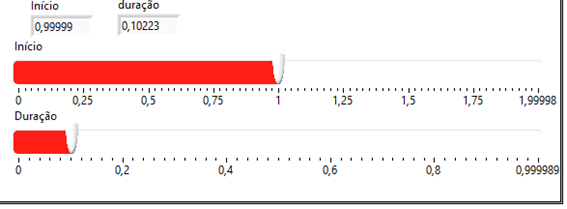 Início duração
0,99999 0,10223
Início
0 0,25 0,5 0,75 1 1,25 1,5 1,75 1,99998
Duração
0 0,2 0,4 0,6 0,8 0,999989